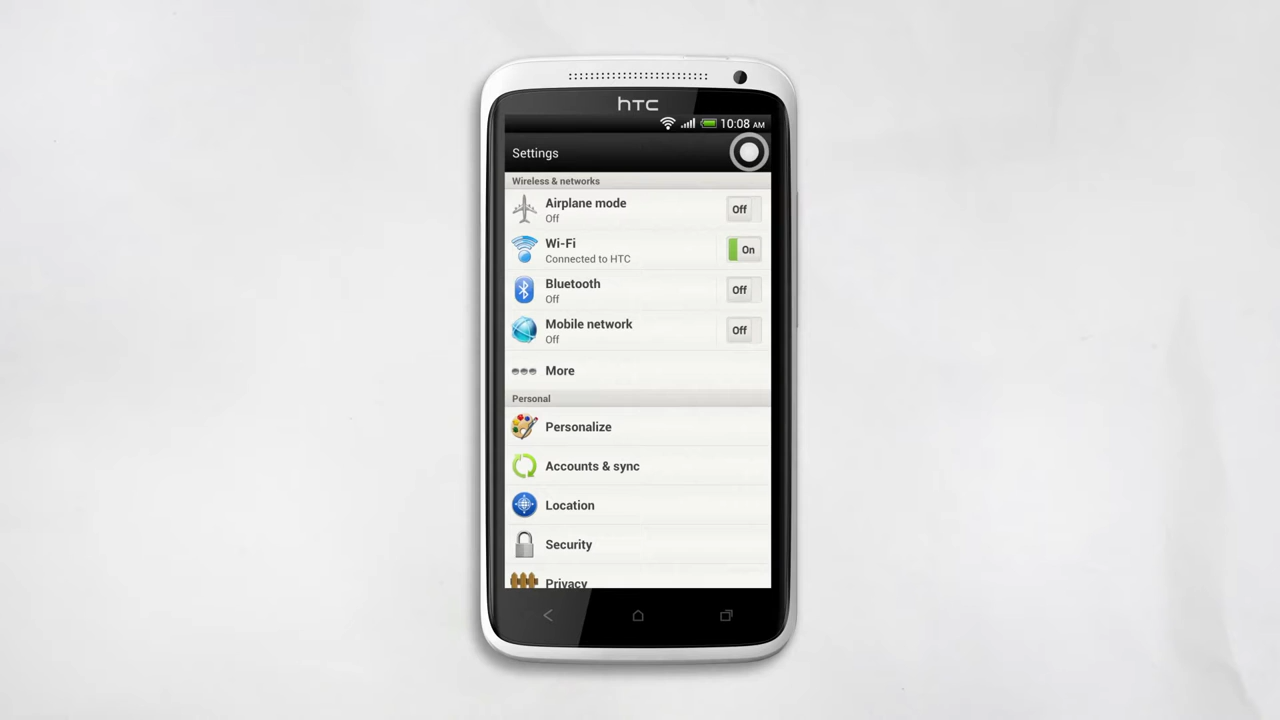 hTC
10:08 AM
Settings
Wireless & networks
Airplane mode
Off
Off
Wi-Fi
Connected to HTC
On
Bluetooth
Off
Off
Mobile network
Off
Off
More
Personal
Personalize
Accounts & sync
Location
Security
Privacy